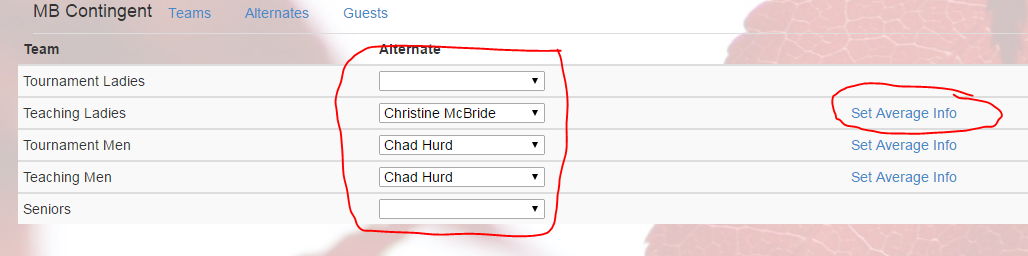 MB Contingent Teams Alternates Guests
Team Alternate
Tournament Ladies
Teaching Ladies Christine McBride Set Average Info
Tournament Men Chad Hurd Set Average Info
Teaching Men Chad Hurd Set Average Info
Seniors